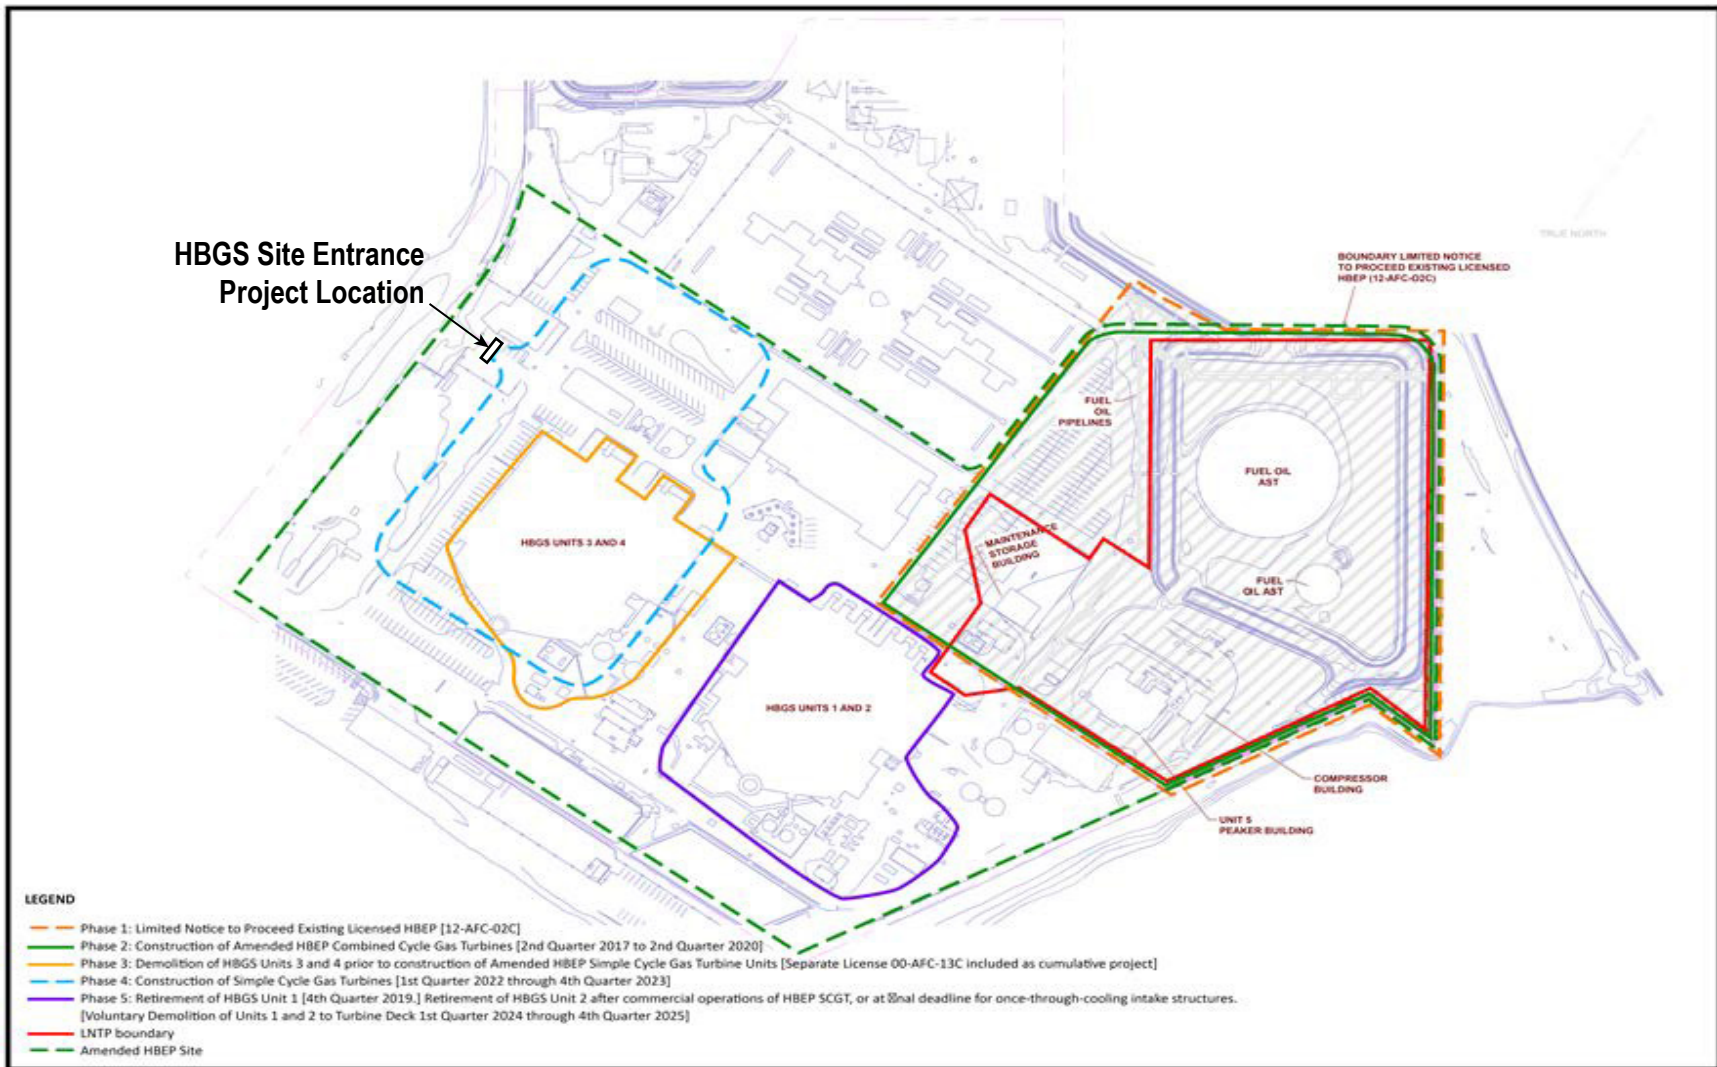 HBGS Site Entrance
Project Location
TRUE NORTH
BOUNDARY LIMITED NOTICE
TO PROCEED EXISTING LICENSED
HBEP (12-AFC-02C)
FUEL
OIL
PIPELINES
FUEL OIL
AST
MAINTENANCE
STORAGE
BUILDING
HBGS UNITS 3 AND 4
FUEL
OIL AST
HBGS UNITS 1 AND 2
COMPRESSOR
BUILDING
UNIT 5
PEAKER BUILDING
LEGEND
Phase 1: Limited Notice to Proceed Existing Licensed HBEP [12-AFC-02C]
Phase 2: Construction of Amended HBEP Combined Cycle Gas Turbines [2nd Quarter 2017 to 2nd Quarter 2020]
Phase 3: Demolition of HBGS Units 3 and 4 prior to construction of Amended HBEP Simple Cycle Gas Turbine Units [Separate License 00-AFC-13C included as cumulative project]
Phase 4: Construction of Simple Cycle Gas Turbines [1st Quarter 2022 through 4th Quarter 2023]
Phase 5: Retirement of HBGS Unit 1 [4th Quarter 2019.] Retirement of HBGS Unit 2 after commercial operations of HBEP SCGT, or at ☒nal deadline for once-through-cooling intake structures.
[Voluntary Demolition of Units 1 and 2 to Turbine Deck 1st Quarter 2024 through 4th Quarter 2025]
LNTP boundary
Amended HBEP Site